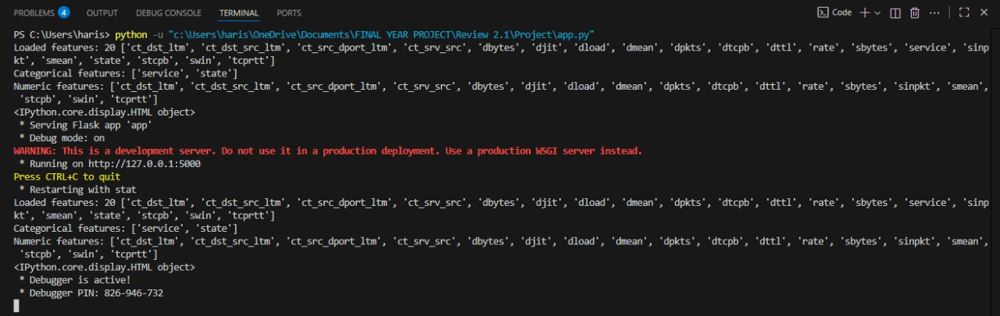 PROBLEMS 4 OUTPUT DEBUG CONSOLE TERMINAL PORTS Code
PS C:\Users\haris> python -u "c:\Users\haris\OneDrive\Documents\FINAL YEAR PROJECT\Review 2.1\Project\app.py"
Loaded features: 20 ['ct_dst_ltm', 'ct_dst_src_ltm', 'ct_src_dport_ltm', 'ct_srv_src', 'dbytes', 'djit', 'dload', 'dmean', 'dpkts', 'dtcpb', 'dttl', 'rate', 'sbytes', 'service', 'sinp
kt', 'smean', 'state', 'stcpb', 'swin', 'tcprtt']
Categorical features: ['service', 'state']
Numeric features: ['ct_dst_ltm', 'ct_dst_src_ltm', 'ct_src_dport_ltm', 'ct_srv_src', 'dbytes', 'djit', 'dload', 'dmean', 'dpkts', 'dtcpb', 'dttl', 'rate', 'sbytes', 'sinpkt', 'smean',
 'stcpb', 'swin', 'tcprtt']
<IPython.core.display.HTML object>
 * Serving Flask app 'app'
 * Debug mode: on
WARNING: This is a development server. Do not use it in a production deployment. Use a production WSGI server instead.
 * Running on http://127.0.0.1:5000
Press CTRL+C to quit
 * Restarting with stat
Loaded features: 20 ['ct_dst_ltm', 'ct_dst_src_ltm', 'ct_src_dport_ltm', 'ct_srv_src', 'dbytes', 'djit', 'dload', 'dmean', 'dpkts', 'dtcpb', 'dttl', 'rate', 'sbytes', 'service', 'sinp
kt', 'smean', 'state', 'stcpb', 'swin', 'tcprtt']
Categorical features: ['service', 'state']
Numeric features: ['ct_dst_ltm', 'ct_dst_src_ltm', 'ct_src_dport_ltm', 'ct_srv_src', 'dbytes', 'djit', 'dload', 'dmean', 'dpkts', 'dtcpb', 'dttl', 'rate', 'sbytes', 'sinpkt', 'smean',
 'stcpb', 'swin', 'tcprtt']
<IPython.core.display.HTML object>
 * Debugger is active!
 * Debugger PIN: 826-946-732